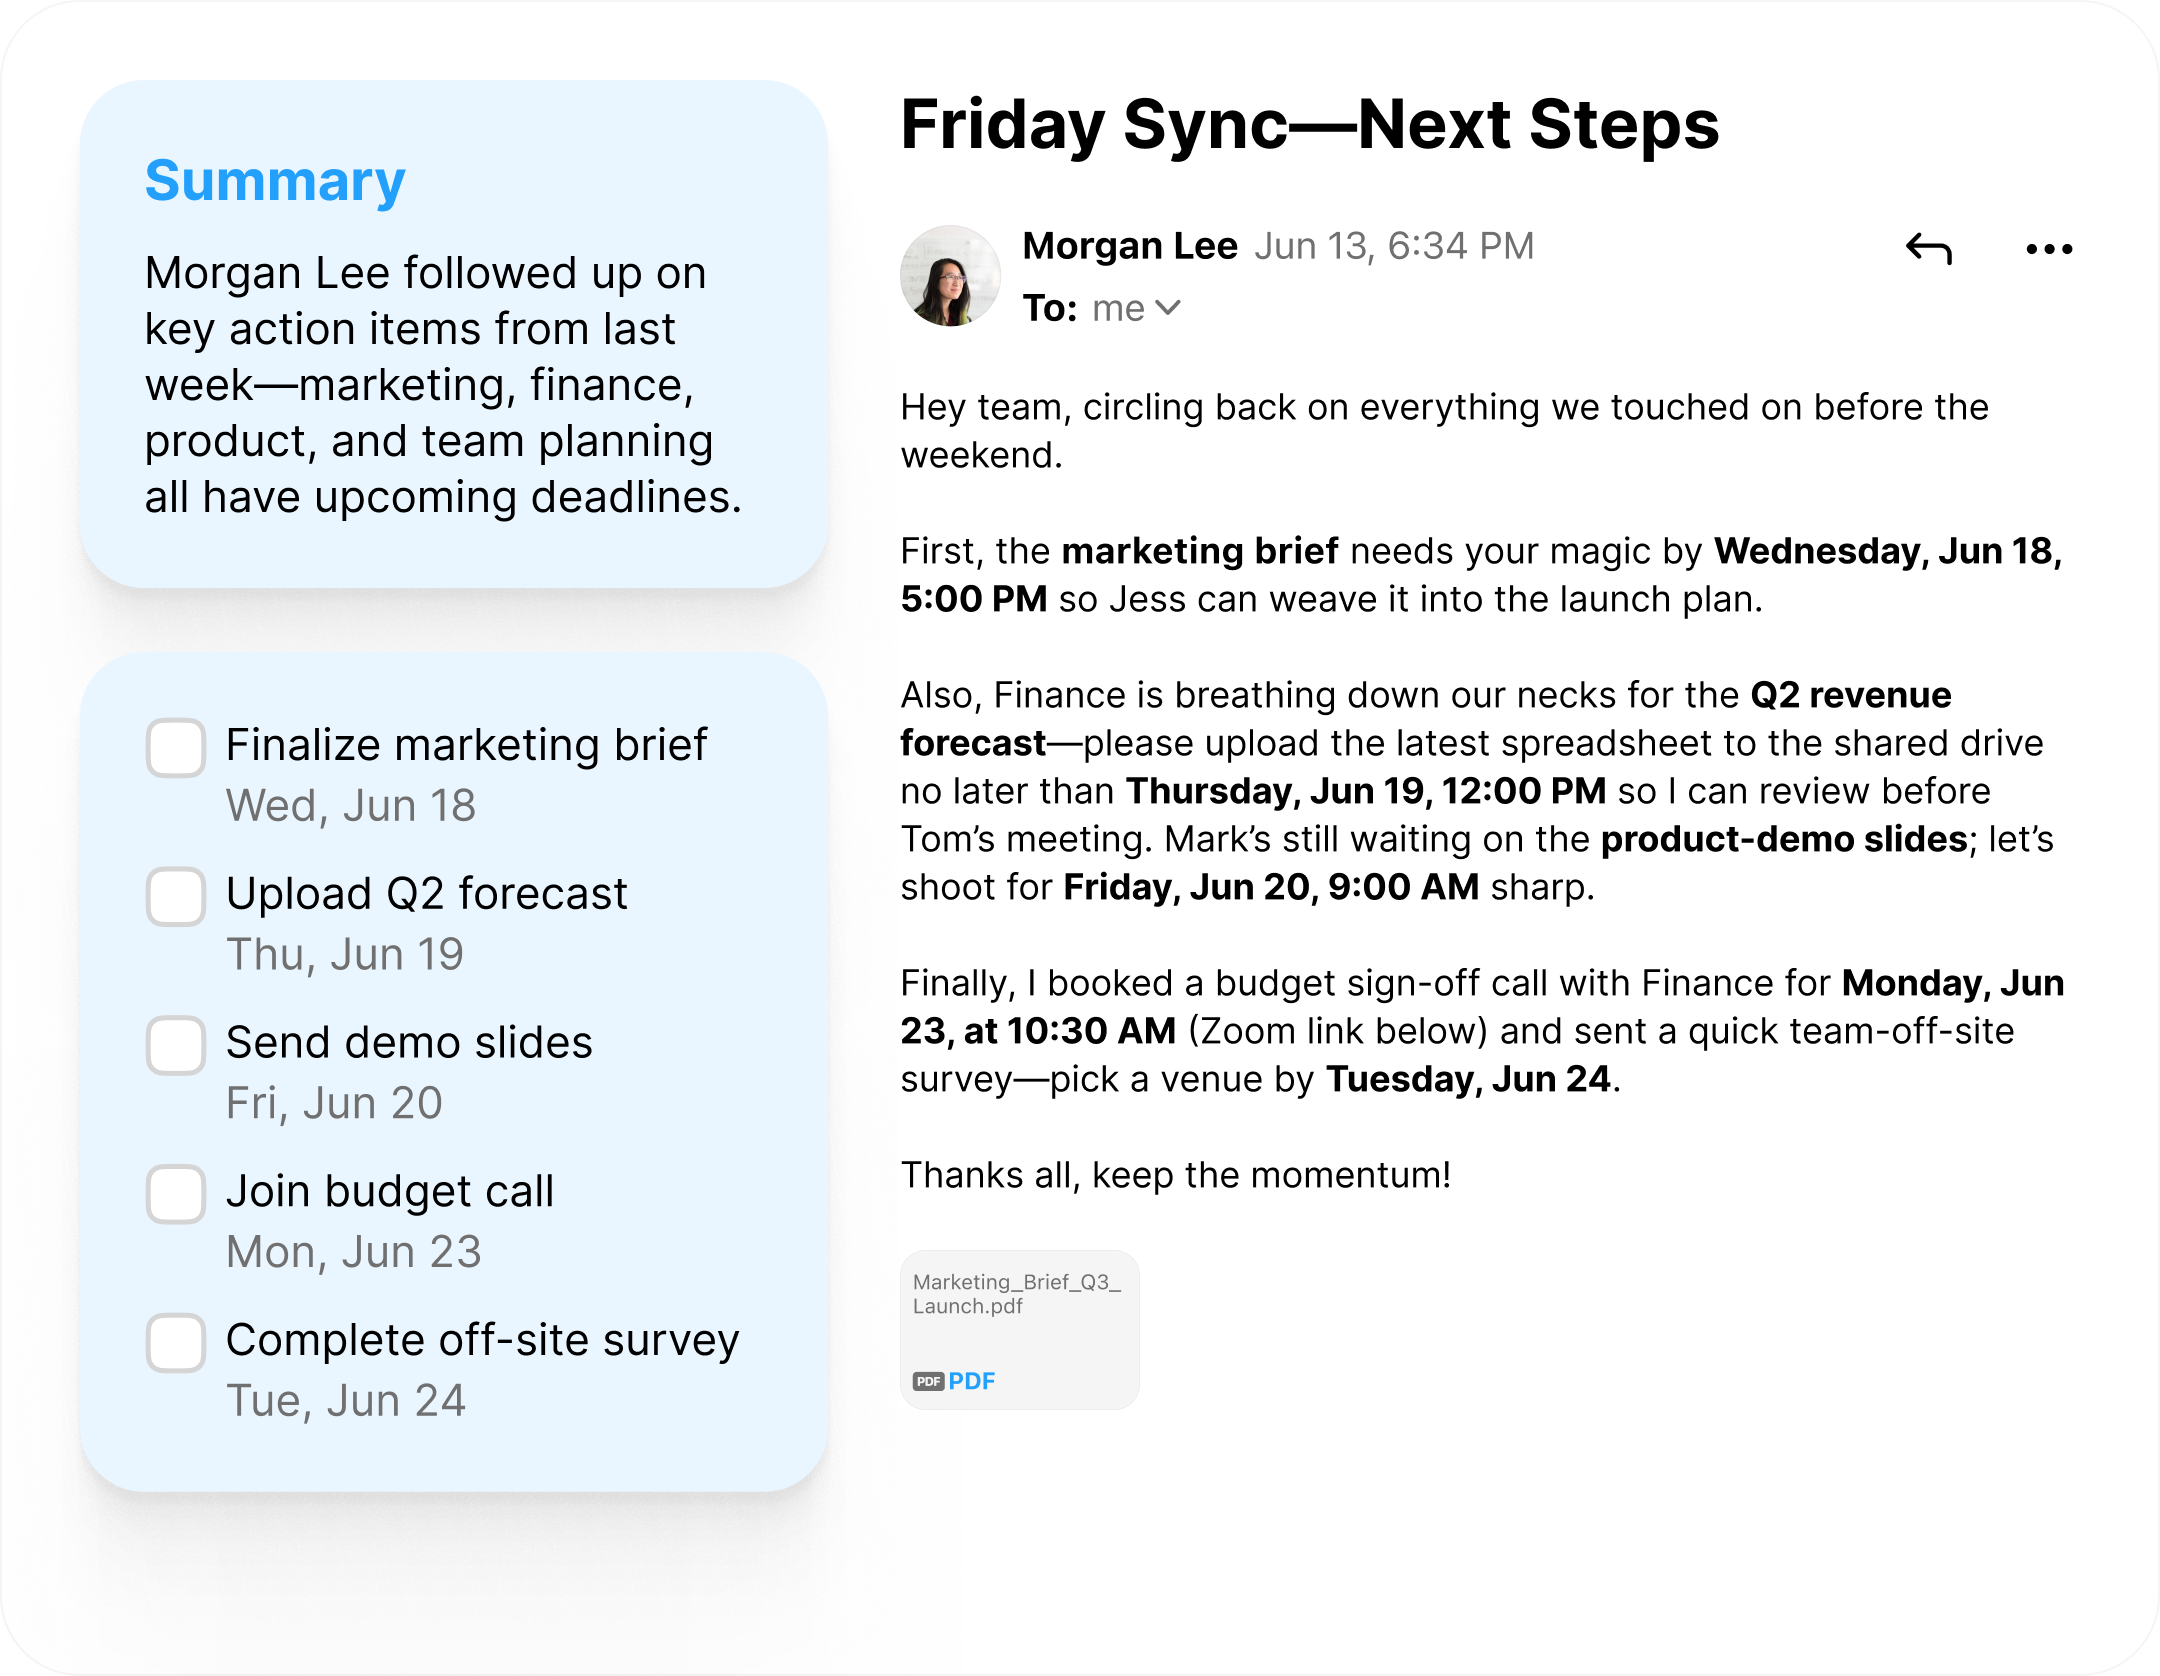 Summary
Morgan Lee followed up on
key action items from last
week—marketing, finance,
product, and team planning
all have upcoming deadlines.
Finalize marketing brief
Wed, Jun 18
Upload Q2 forecast
Thu, Jun 19
Send demo slides
Fri, Jun 20
Join budget call
Mon, Jun 23
Complete off-site survey
Tue, Jun 24
Friday Sync—Next Steps
Morgan Lee Jun 13, 6:34 PM
To: me
Hey team, circling back on everything we touched on before the
weekend.
First, the marketing brief needs your magic by Wednesday, Jun 18,
5:00 PM so Jess can weave it into the launch plan.
Also, Finance is breathing down our necks for the Q2 revenue
forecast—please upload the latest spreadsheet to the shared drive
no later than Thursday, Jun 19, 12:00 PM so I can review before
Tom’s meeting. Mark’s still waiting on the product-demo slides; let’s
shoot for Friday, Jun 20, 9:00 AM sharp.
Finally, I booked a budget sign-off call with Finance for Monday, Jun
23, at 10:30 AM (Zoom link below) and sent a quick team-off-site
survey—pick a venue by Tuesday, Jun 24.
Thanks all, keep the momentum!
Marketing_Brief_Q3_
Launch.pdf
PDF PDF